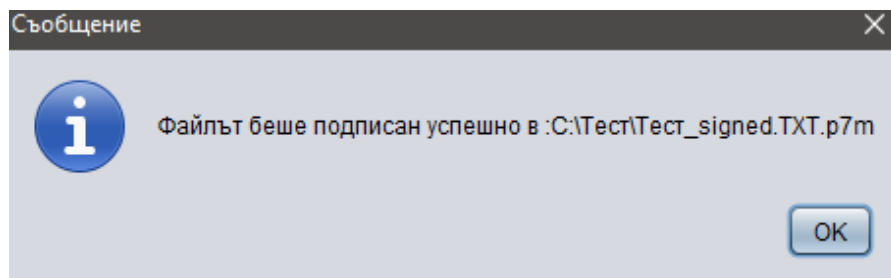 Съобщение
Файлът беше подписан успешно в :C:\Тест\Тест_signed.TXT.p7m
OK